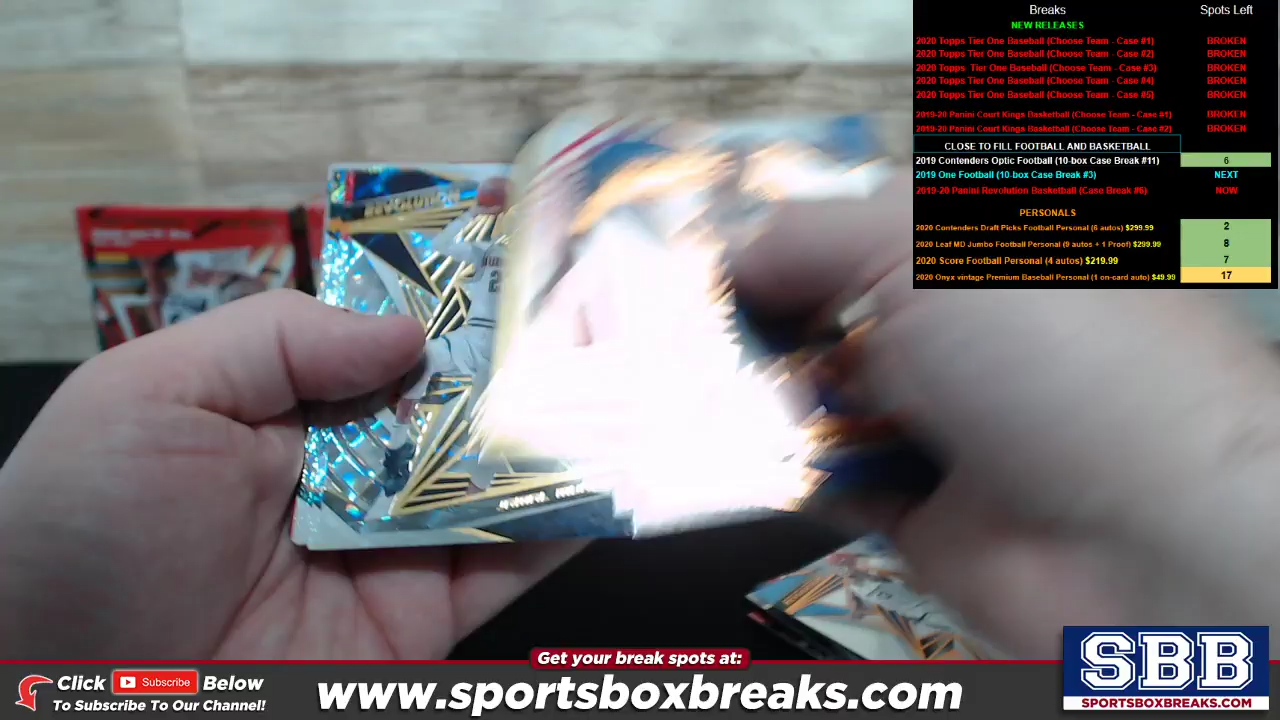 Breaks Spots Left
NEW RELEASES
2020 Topps Tier One Baseball (Choose Team - Case #1) BROKEN
2020 Topps Tier One Baseball (Choose Team - Case #2) BROKEN
2020 Topps Tier One Baseball (Choose Team - Case #3) BROKEN
2020 Topps Tier One Baseball (Choose Team - Case #4) BROKEN
2020 Topps Tier One Baseball (Choose Team - Case #5) BROKEN
2019-20 Panini Court Kings Basketball (Choose Team - Case #1) BROKEN
2019-20 Panini Court Kings Basketball (Choose Team - Case #2) BROKEN
CLOSE TO FILL FOOTBALL AND BASKETBALL
2019 Contenders Optic Football (10-box Case Break #11) 6
2019 One Football (10-box Case Break #3) NEXT
2019-20 Panini Revolution Basketball (Case Break #6) NOW
PERSONALS
2020 Contenders Draft Picks Football Personal (6 autos) $299.99 2
2020 Leaf MD Jumbo Football Personal (9 autos + 1 Proof) $299.99 8
2020 Score Football Personal (4 autos) $219.99 7
2020 Onyx vintage Premium Baseball Personal (1 on-card auto) $49.99 17
REVOLUTION
Get your break spots at:
Click Subscribe Below
To Subscribe To Our Channel!
www.sportsboxbreaks.com
SBB
SPORTSBOXBREAKS.COM